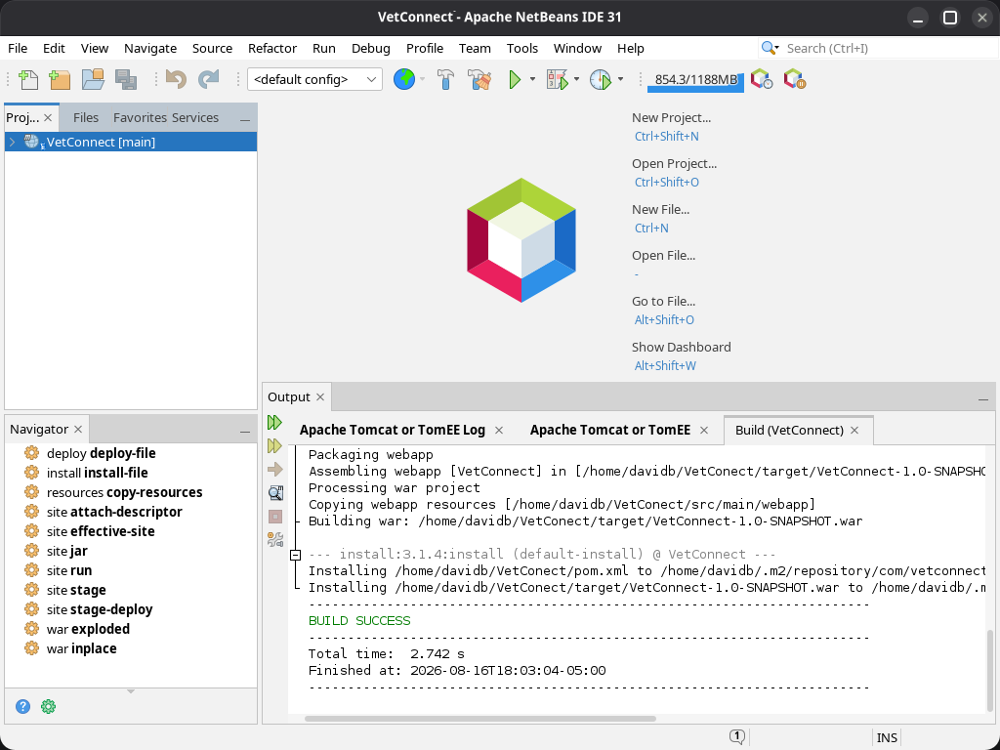 VetConnect - Apache NetBeans IDE 31
File Edit View Navigate Source Refactor Run Debug Profile Team Tools Window Help
Search (Ctrl+I)
<default config>
854.3/1188MB
Proj...
Files
Favorites
Services
VetConnect [main]
New Project...
Ctrl+Shift+N
Open Project...
Ctrl+Shift+O
New File...
Ctrl+N
Open File...
-
Go to File...
Alt+Shift+O
Show Dashboard
Alt+Shift+W
Navigator
deploy deploy-file
install install-file
resources copy-resources
site attach-descriptor
site effective-site
site jar
site run
site stage
site stage-deploy
war exploded
war inplace
Output
Apache Tomcat or TomEE Log
Apache Tomcat or TomEE
Build (VetConnect)
Packaging webapp
Assembling webapp [VetConnect] in [/home/davidb/VetConect/target/VetConnect-1.0-SNAPSHO
Processing war project
Copying webapp resources [/home/davidb/VetConect/src/main/webapp]
Building war: /home/davidb/VetConect/target/VetConnect-1.0-SNAPSHOT.war
--- install:3.1.4:install (default-install) @ VetConnect ---
Installing /home/davidb/VetConect/pom.xml to /home/davidb/.m2/repository/com/vetconnect
Installing /home/davidb/VetConect/target/VetConnect-1.0-SNAPSHOT.war to /home/davidb/.m
------------------------------------------------------------------------
BUILD SUCCESS
------------------------------------------------------------------------
Total time:  2.742 s
Finished at: 2026-08-16T18:03:04-05:00
------------------------------------------------------------------------
1
INS